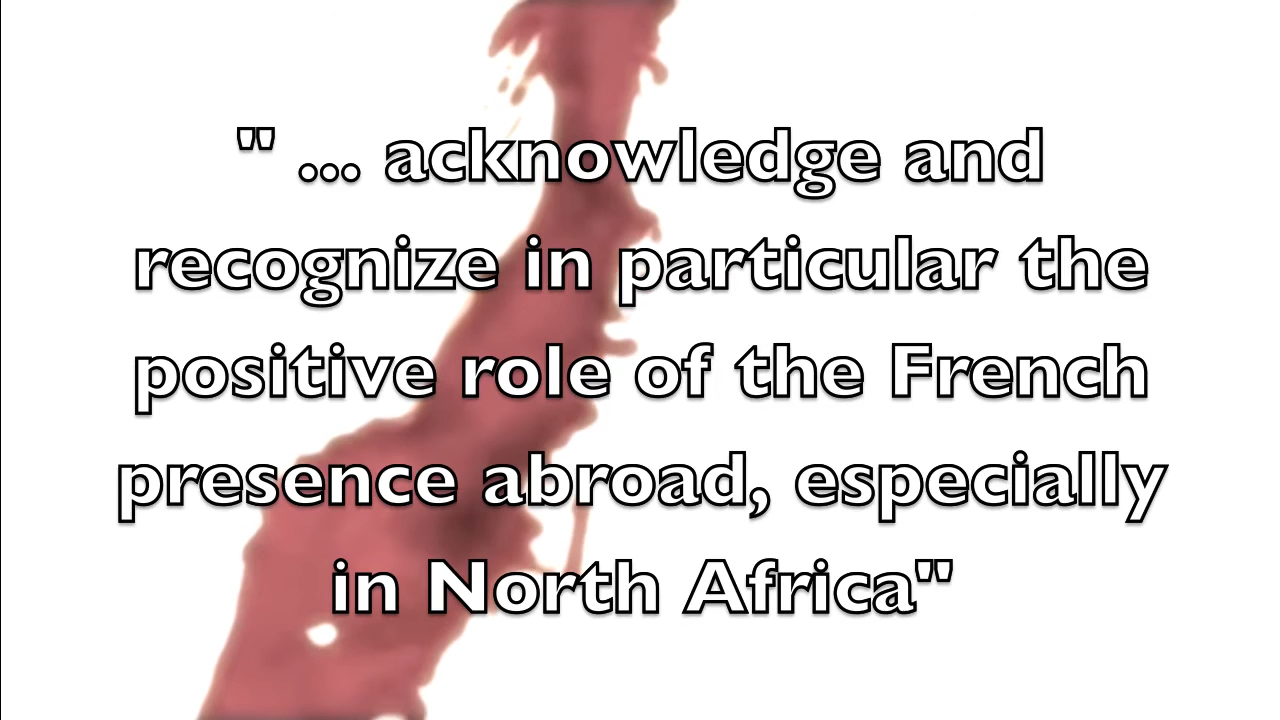 " ... acknowledge and
recognize in particular the
positive role of the French
presence abroad, especially
in North Africa"